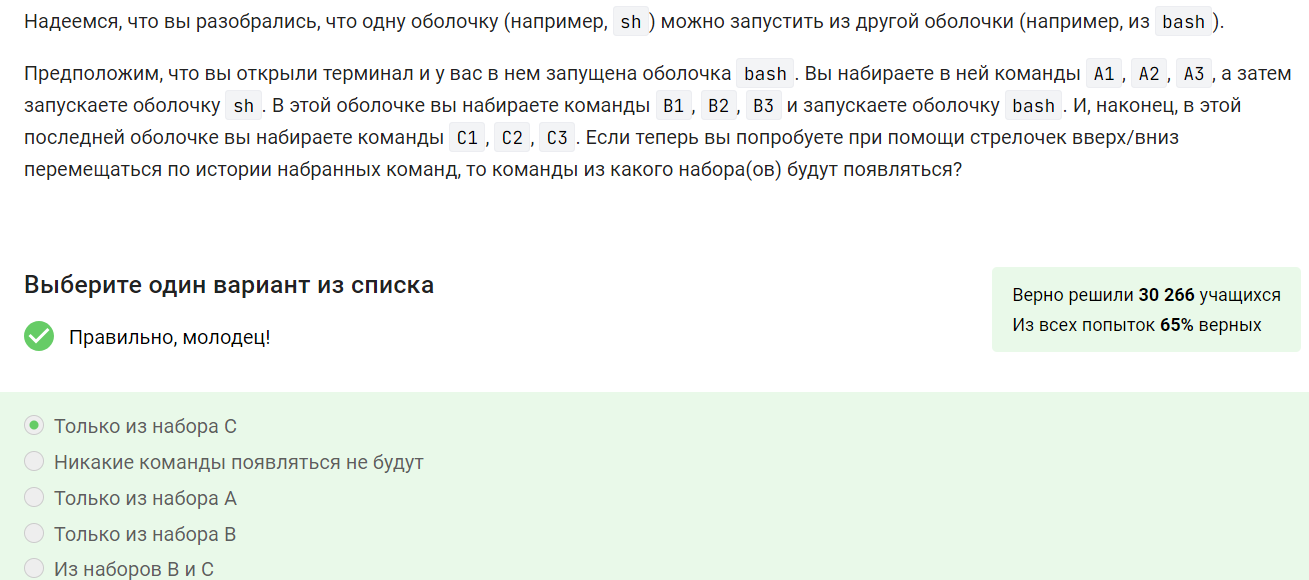 Надеемся, что вы разобрались, что одну оболочку (например, sh) можно запустить из другой оболочки (например, из bash).
Предположим, что вы открыли терминал и у вас в нем запущена оболочка bash. Вы набираете в ней команды A1, A2, A3, а затем
запускаете оболочку sh. В этой оболочке вы набираете команды B1, B2, B3 и запускаете оболочку bash. И, наконец, в этой
последней оболочке вы набираете команды C1, C2, C3. Если теперь вы попробуете при помощи стрелочек вверх/вниз
перемещаться по истории набранных команд, то команды из какого набора(ов) будут появляться?
Выберите один вариант из списка
Верно решили 30 266 учащихся
Из всех попыток 65% верных
Правильно, молодец!
Только из набора C
Никакие команды появляться не будут
Только из набора A
Только из набора B
Из наборов B и C